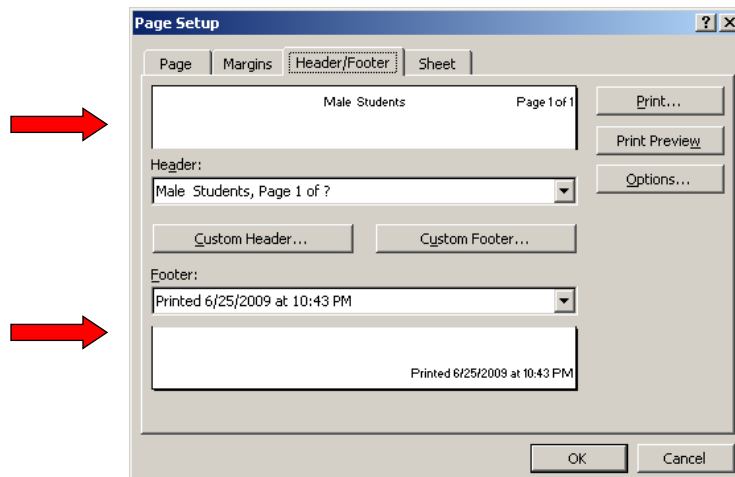 Page Setup
Page Margins Header/Footer Sheet
Male Students Page 1 of 1
Print...
Print Preview
Header:
Options...
Male Students, Page 1 of ?
Custom Header... Custom Footer...
Footer:
Printed 6/25/2009 at 10:43 PM
Printed 6/25/2009 at 10:43 PM
OK Cancel